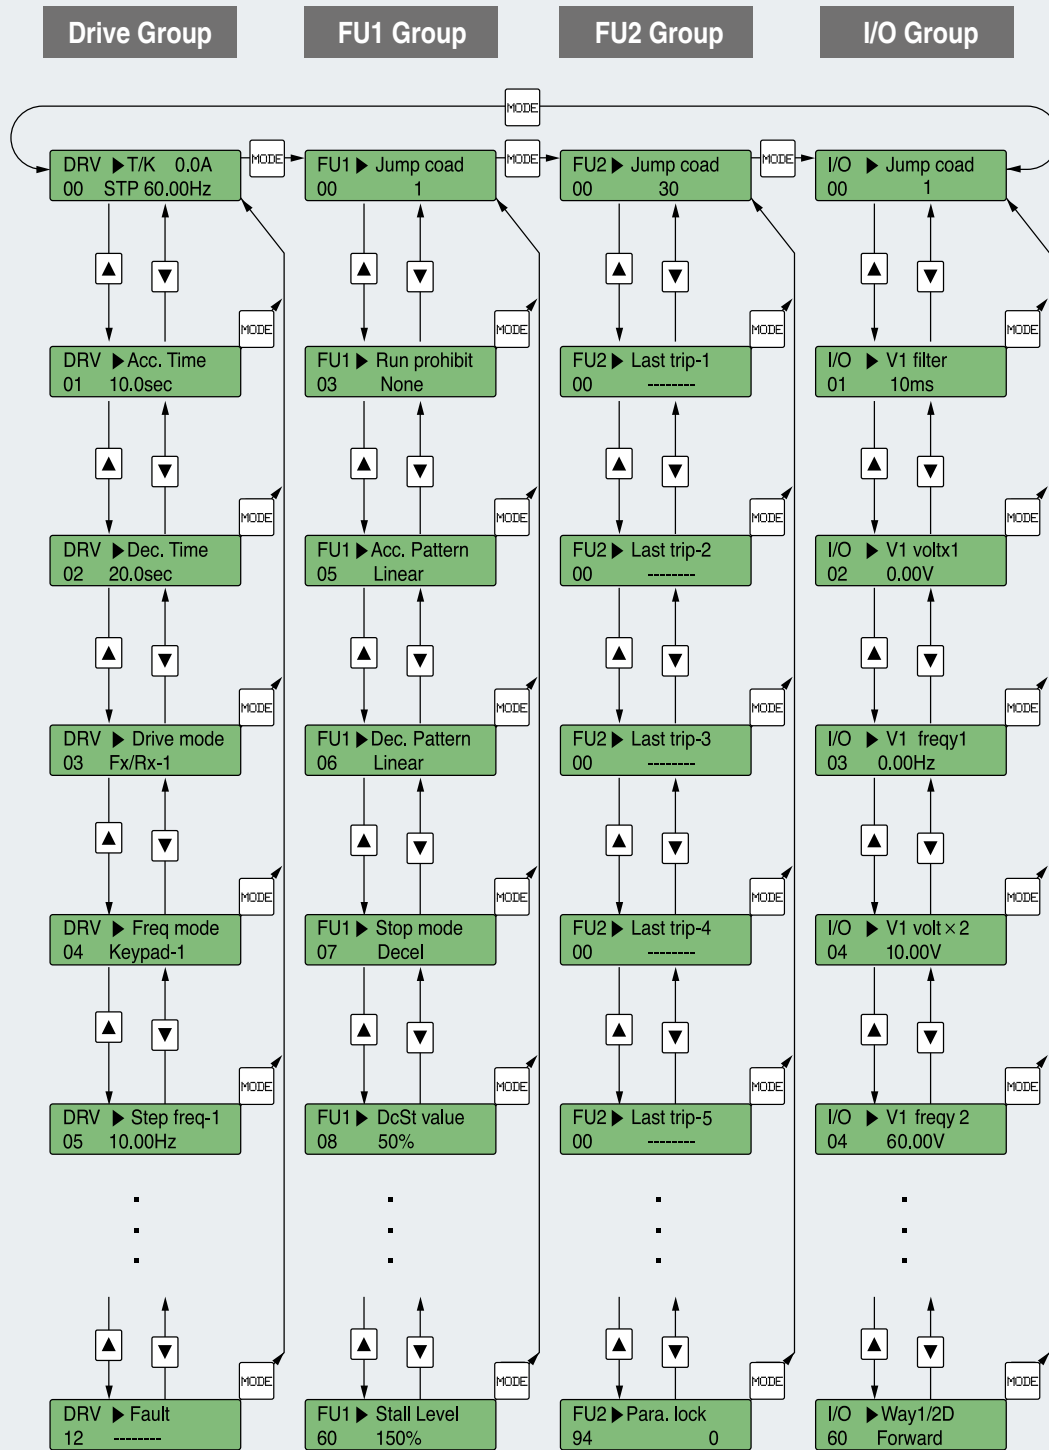 Drive Group
FU1 Group
FU2 Group
I/O Group
MODE
DRV ▶T/K 0.0A
00 STP 60.00Hz
MODE
FU1 ▶ Jump coad
00 1
MODE
FU2 ▶ Jump coad
00 30
MODE
I/O ▶ Jump coad
00 1
▲ ▼
▲ ▼
▲ ▼
▲ ▼
MODE
MODE
MODE
MODE
DRV ▶Acc. Time
01 10.0sec
FU1 ▶ Run prohibit
03 None
FU2 ▶ Last trip-1
00 --------
I/O ▶ V1 filter
01 10ms
▲ ▼
▲ ▼
▲ ▼
▲ ▼
MODE
MODE
MODE
MODE
DRV ▶Dec. Time
02 20.0sec
FU1 ▶ Acc. Pattern
05 Linear
FU2 ▶ Last trip-2
00 --------
I/O ▶ V1 voltx1
02 0.00V
▲ ▼
▲ ▼
▲ ▼
▲ ▼
MODE
MODE
MODE
MODE
DRV ▶ Drive mode
03 Fx/Rx-1
FU1 ▶ Dec. Pattern
06 Linear
FU2 ▶ Last trip-3
00 --------
I/O ▶ V1 freqy1
03 0.00Hz
▲ ▼
▲ ▼
▲ ▼
▲ ▼
MODE
MODE
MODE
MODE
DRV ▶ Freq mode
04 Keypad-1
FU1 ▶ Stop mode
07 Decel
FU2 ▶ Last trip-4
00 --------
I/O ▶ V1 volt×2
04 10.00V
▲ ▼
▲ ▼
▲ ▼
▲ ▼
MODE
MODE
MODE
MODE
DRV ▶ Step freq-1
05 10.00Hz
FU1 ▶ DcSt value
08 50%
FU2 ▶ Last trip-5
00 --------
I/O ▶ V1 freqy 2
04 60.00V
▲ ▼
▲ ▼
▲ ▼
▲ ▼
MODE
MODE
MODE
MODE
DRV ▶ Fault
12 --------
FU1 ▶ Stall Level
60 150%
FU2 ▶ Para. lock
94 0
I/O ▶Way1/2D
60 Forward